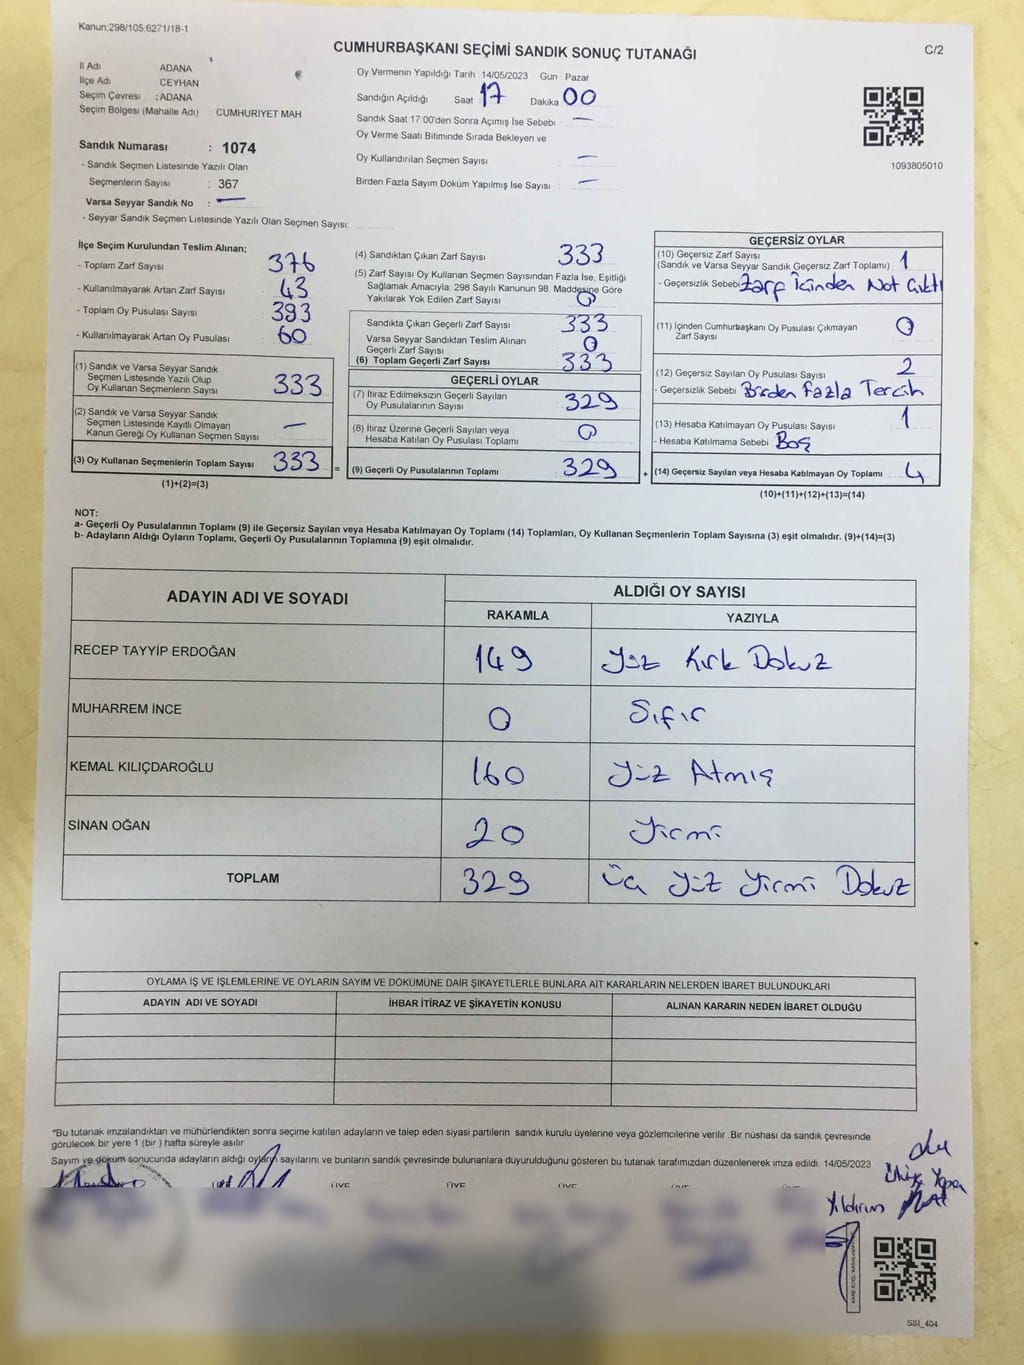 Kanun:298/105,6271/18-1
CUMHURBAŞKANI SEÇİMİ SANDIK SONUÇ TUTANAĞI
C/2
İl Adı ADANA
İlçe Adı CEYHAN
Seçim Çevresi : ADANA
Seçim Bölgesi (Mahalle Adı) : CUMHURIYET MAH
Sandık Numarası : 1074
- Sandık Seçmen Listesinde Yazılı Olan
Seçmenlerin Sayısı : 367
Varsa Seyyar Sandık No : —
- Seyyar Sandık Seçmen Listesinde Yazılı Olan Seçmen Sayısı:
Oy Vermenin Yapıldığı Tarih 14/05/2023 Gün Pazar
Sandığın Açıldığı Saat 17 Dakika 00
Sandık Saat 17:00'den Sonra Açımış İse Sebebi : —
Oy Verme Saati Bitiminde Sırada Bekleyen ve
Oy Kullandırılan Seçmen Sayısı : —
Birden Fazla Sayım Döküm Yapılmış İse Sayısı : —
1093805010
İlçe Seçim Kurulundan Teslim Alınan;
- Toplam Zarf Sayısı : 376
- Kullanılmayarak Artan Zarf Sayısı : 43
- Toplam Oy Pusulası Sayısı : 393
- Kullanılmayarak Artan Oy Pusulası : 60
(1) Sandık ve Varsa Seyyar Sandık
Seçmen Listesinde Yazılı Olup
Oy Kullanan Seçmenlerin Sayısı : 333
(2) Sandık ve Varsa Seyyar Sandık
Seçmen Listesinde Kayıtlı Olmayan
Kanun Gereği Oy Kullanan Seçmen Sayısı : —
(3) Oy Kullanan Seçmenlerin Toplam Sayısı : 333
(1)+(2)=(3)
=
(4) Sandıktan Çıkan Zarf Sayısı : 333
(5) Zarf Sayısı Oy Kullanan Seçmen Sayısından Fazla İse, Eşitliği
Sağlamak Amacıyla; 298 Sayılı Kanunun 98. Maddesine Göre
Yakılarak Yok Edilen Zarf Sayısı : 0
Sandıkta Çıkan Geçerli Zarf Sayısı : 333
Varsa Seyyar Sandıktan Teslim Alınan
Geçerli Zarf Sayısı : 0
(6) Toplam Geçerli Zarf Sayısı : 333
GEÇERLİ OYLAR
(7) İtiraz Edilmeksizin Geçerli Sayılan
Oy Pusulalarının Sayısı : 329
(8) İtiraz Üzerine Geçerli Sayılan veya
Hesaba Katılan Oy Pusulası Toplamı : 0
(9) Geçerli Oy Pusulalarının Toplamı : 329
+
GEÇERSİZ OYLAR
(10) Geçersiz Zarf Sayısı
(Sandık ve Varsa Seyyar Sandık Geçersiz Zarf Toplamı) : 1
- Geçersizlik Sebebi Zarf İçinden Not Çıktı
(11) İçinden Cumhurbaşkanı Oy Pusulası Çıkmayan
Zarf Sayısı : 0
(12) Geçersiz Sayılan Oy Pusulası Sayısı : 2
- Geçersizlik Sebebi Birden Fazla Tercih
(13) Hesaba Katılmayan Oy Pusulası Sayısı : 1
- Hesaba Katılmama Sebebi : Boş
(14) Geçersiz Sayılan veya Hesaba Katılmayan Oy Toplamı : 4
(10)+(11)+(12)+(13)=(14)
NOT:
a- Geçerli Oy Pusulalarının Toplamı (9) ile Geçersiz Sayılan veya Hesaba Katılmayan Oy Toplamı (14) Toplamları, Oy Kullanan Seçmenlerin Toplam Sayısına (3) eşit olmalıdır. (9)+(14)=(3)
b- Adayların Aldığı Oyların Toplamı, Geçerli Oy Pusulalarının Toplamına (9) eşit olmalıdır.
ADAYIN ADI VE SOYADI
ALDIĞI OY SAYISI
RAKAMLA YAZIYLA
RECEP TAYYİP ERDOĞAN 149 Yüz Kırk Dokuz
MUHARREM İNCE 0 Sıfır
KEMAL KILIÇDAROĞLU 160 Yüz Atmış
SİNAN OĞAN 20 Yirmi
TOPLAM 329 Üç Yüz Yirmi Dokuz
OYLAMA İŞ VE İŞLEMLERİNE VE OYLARIN SAYIM VE DÖKÜMÜNE DAİR ŞİKAYETLERLE BUNLARA AİT KARARLARIN NELERDEN İBARET BULUNDUKLARI
ADAYIN ADI VE SOYADI İHBAR İTİRAZ VE ŞİKAYETİN KONUSU ALINAN KARARIN NEDEN İBARET OLDUĞU
*Bu tutanak imzalandıktan ve mühürlendikten sonra seçime katılan adayların ve talep eden siyasi partilerin sandık kurulu üyelerine veya gözlemcilerine verilir .Bir nüshası da sandık çevresinde
görülecek bir yere 1 (bir ) hafta süreyle asılır
Sayım ve döküm sonucunda adayların aldığı oyların sayılarını ve bunların sandık çevresinde bulunanlara duyurulduğunu gösteren bu tutanak tarafımızdan düzenlenerek imza edildi. 14/05/2023
Yıldırım
SSI_404